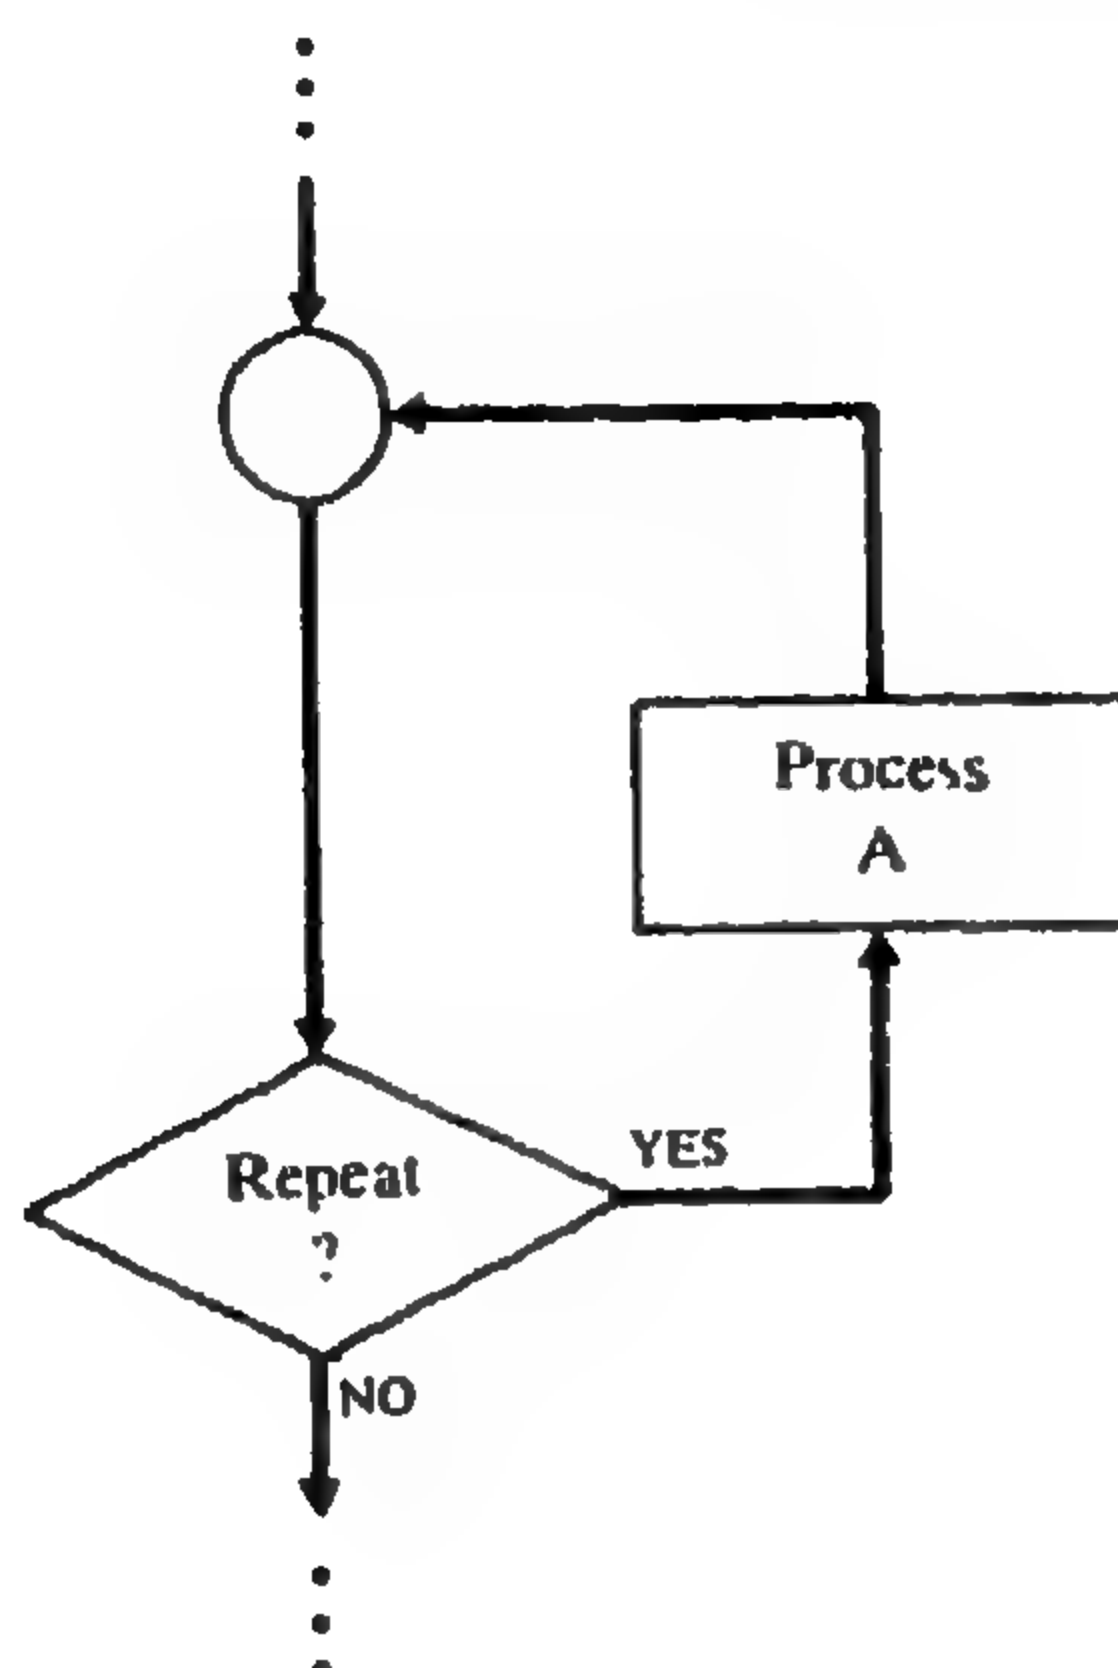 Process
A
YES
Repeat
?
NO